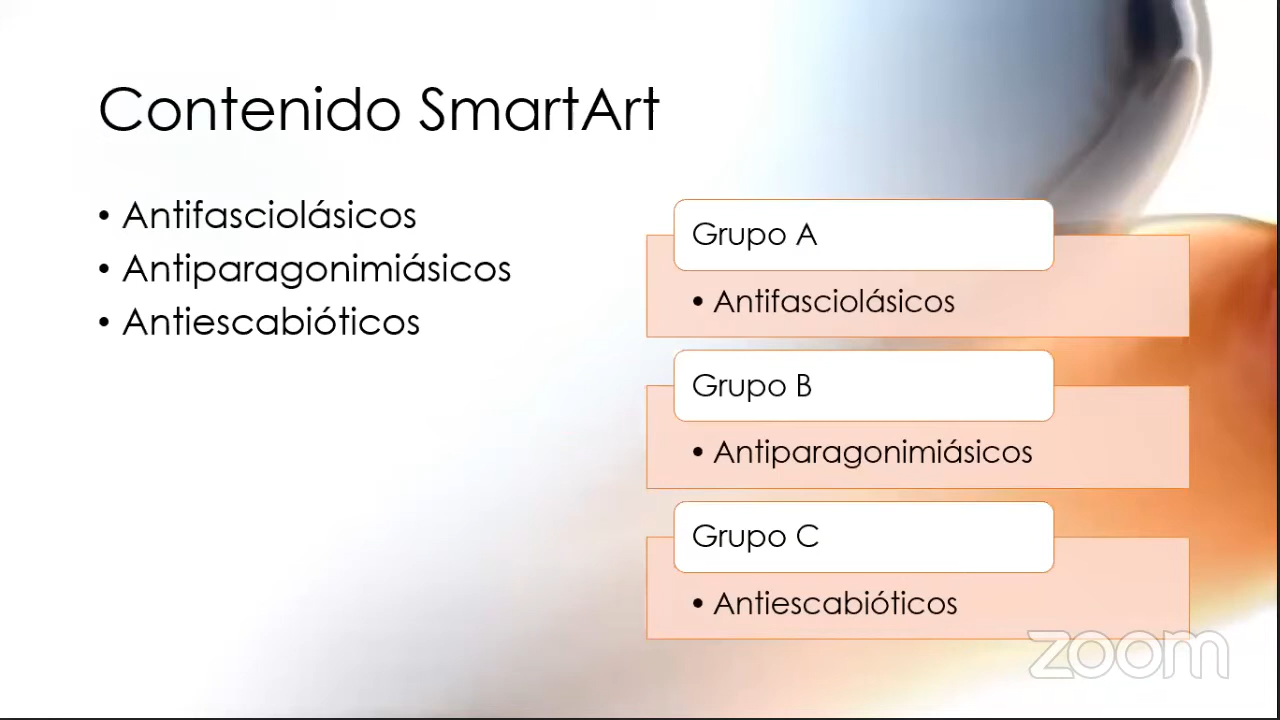 Contenido SmartArt
• Antifasciolásicos
• Antiparagonimiásicos
• Antiescabióticos
Grupo A
• Antifasciolásicos
Grupo B
• Antiparagonimiásicos
Grupo C
• Antiescabióticos
zoom